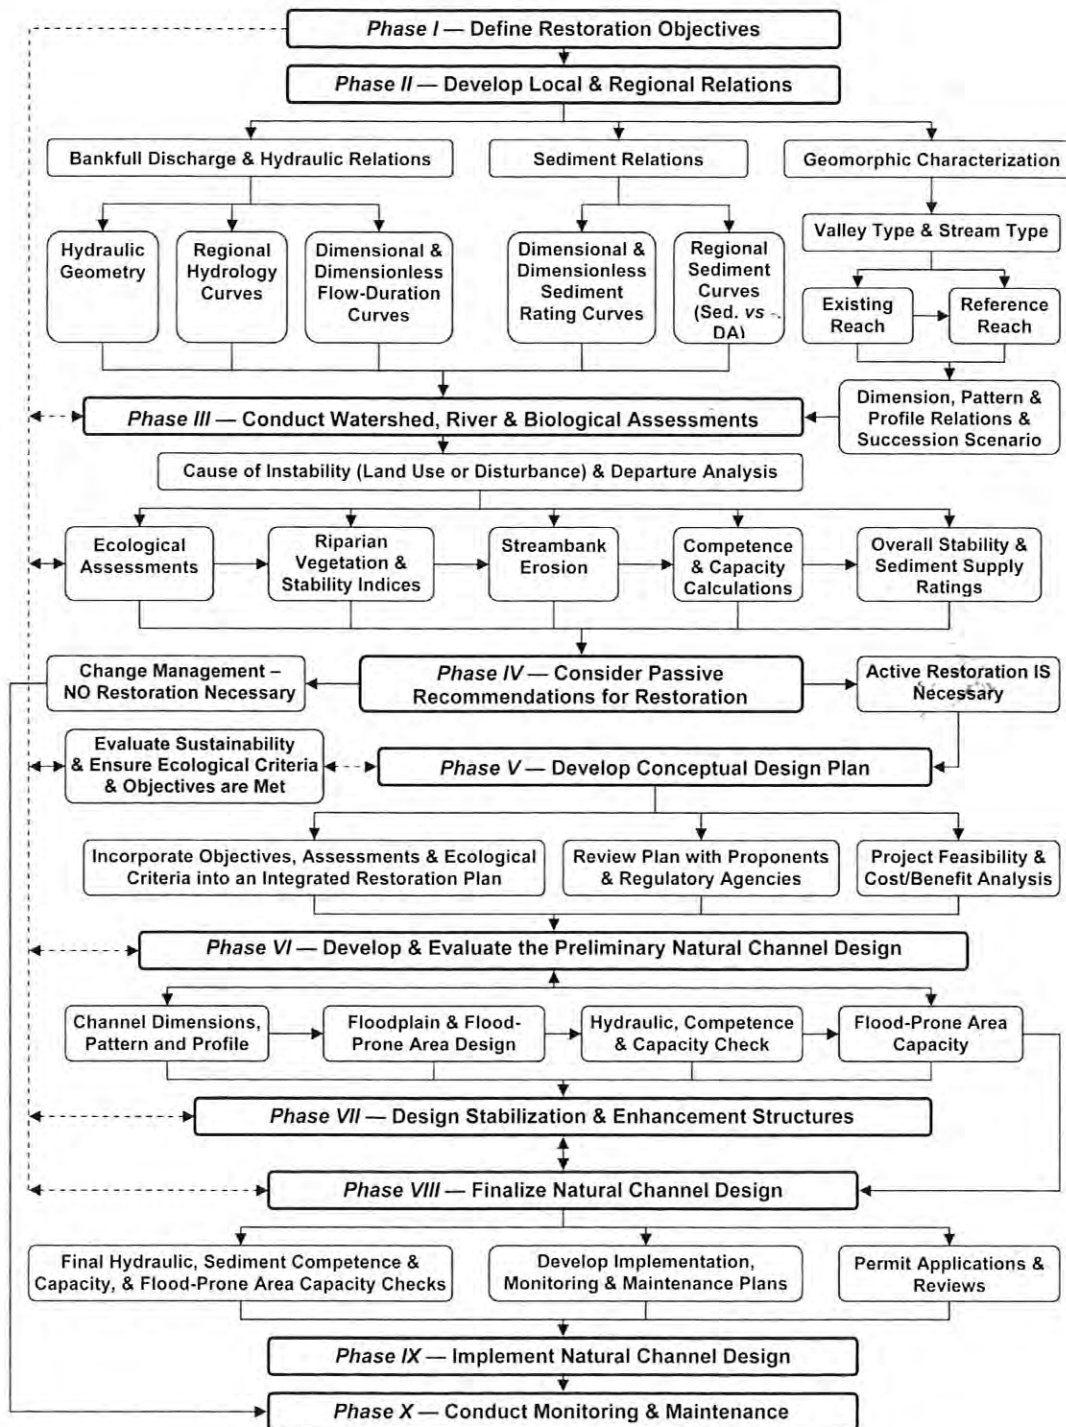 Phase I — Define Restoration Objectives
Phase II — Develop Local & Regional Relations
Bankfull Discharge & Hydraulic Relations
Sediment Relations
Geomorphic Characterization
Valley Type & Stream Type
Hydraulic
Geometry
Regional
Hydrology
Curves
Dimensional &
Dimensionless
Flow-Duration
Curves
Dimensional &
Dimensionless
Sediment
Rating Curves
Regional
Sediment
Curves
(Sed. vs
DA)
Existing
Reach
Reference
Reach
Dimension, Pattern &
Profile Relations &
Succession Scenario
Phase III — Conduct Watershed, River & Biological Assessments
Cause of Instability (Land Use or Disturbance) & Departure Analysis
Ecological
Assessments
Riparian
Vegetation &
Stability Indices
Streambank
Erosion
Competence
& Capacity
Calculations
Overall Stability &
Sediment Supply
Ratings
Change Management –
NO Restoration Necessary
Phase IV — Consider Passive
Recommendations for Restoration
Active Restoration IS
Necessary
Evaluate Sustainability
& Ensure Ecological Criteria
& Objectives are Met
Phase V — Develop Conceptual Design Plan
Incorporate Objectives, Assessments & Ecological
Criteria into an Integrated Restoration Plan
Review Plan with Proponents
& Regulatory Agencies
Project Feasibility &
Cost/Benefit Analysis
Phase VI — Develop & Evaluate the Preliminary Natural Channel Design
Channel Dimensions,
Pattern and Profile
Floodplain & Flood-
Prone Area Design
Hydraulic, Competence
& Capacity Check
Flood-Prone Area
Capacity
Phase VII — Design Stabilization & Enhancement Structures
Phase VIII — Finalize Natural Channel Design
Final Hydraulic, Sediment Competence &
Capacity, & Flood-Prone Area Capacity Checks
Develop Implementation,
Monitoring & Maintenance Plans
Permit Applications &
Reviews
Phase IX — Implement Natural Channel Design
Phase X — Conduct Monitoring & Maintenance